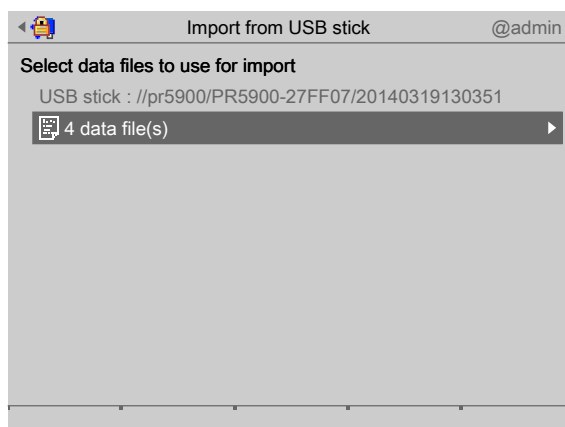 Import from USB stick @admin
Select data files to use for import
USB stick : //pr5900/PR5900-27FF07/20140319130351
4 data file(s)